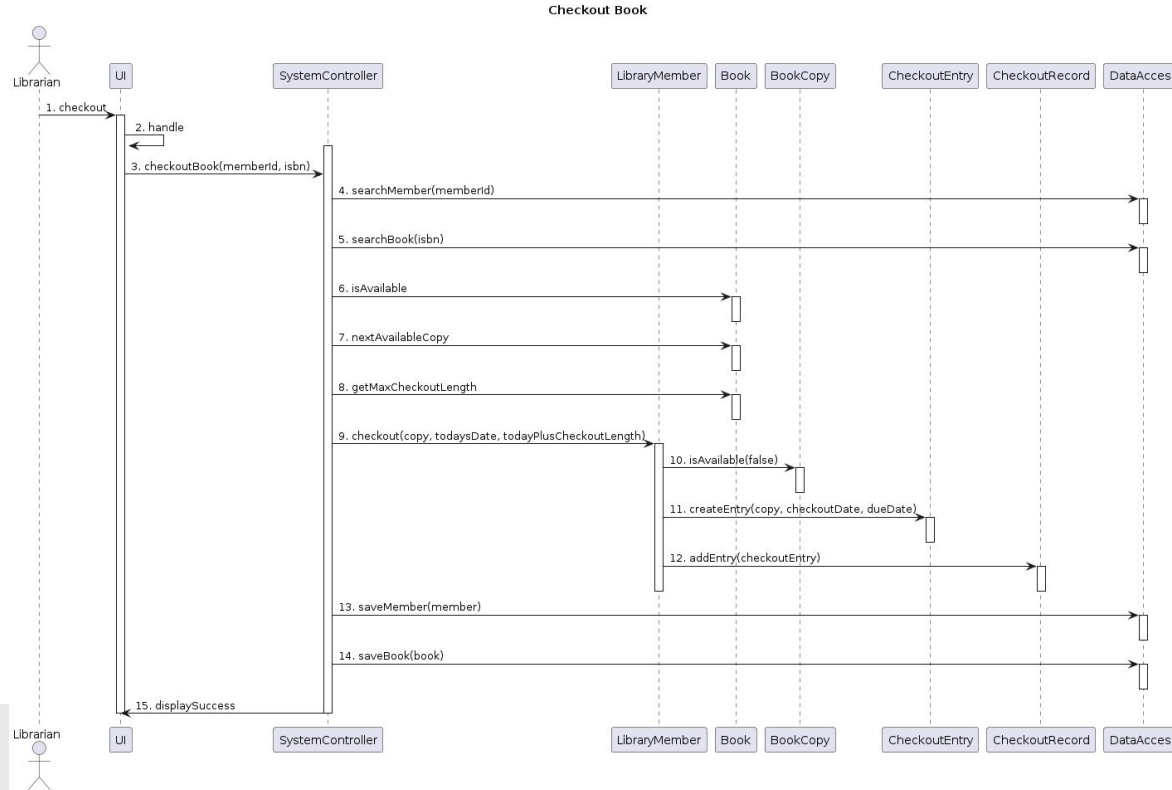 Checkout Book
Librarian
UI
SystemController
LibraryMember
Book
BookCopy
CheckoutEntry
CheckoutRecord
DataAcces
1. checkout
2. handle
3. checkoutBook(memberId, isbn)
4. searchMember(memberId)
5. searchBook(isbn)
6. isAvailable
7. nextAvailableCopy
8. getMaxCheckoutLength
9. checkout(copy, todaysDate, todayPlusCheckoutLength)
10. isAvailable(false)
11. createEntry(copy, checkoutDate, dueDate)
12. addEntry(checkoutEntry)
13. saveMember(member)
14. saveBook(book)
15. displaySuccess
Librarian
UI
SystemController
LibraryMember
Book
BookCopy
CheckoutEntry
CheckoutRecord
DataAcces